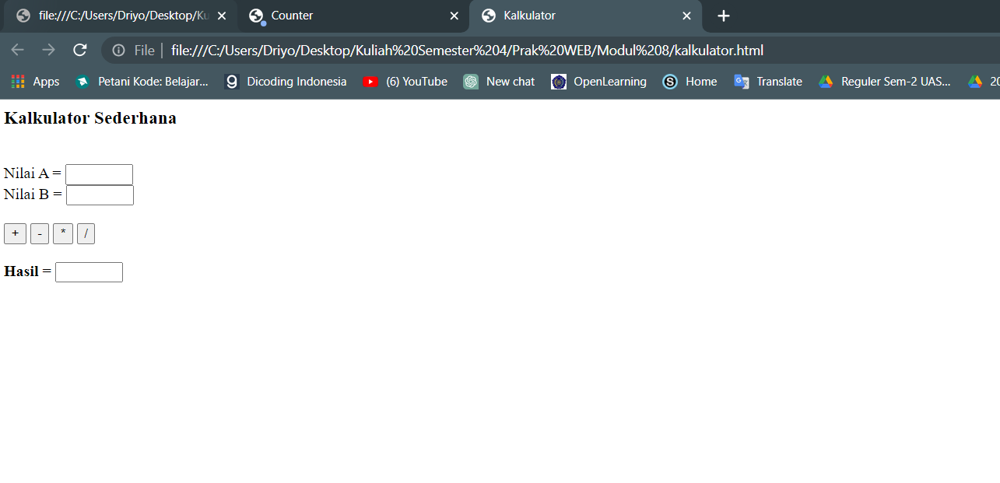 file:///C:/Users/Driyo/Desktop/Ku Counter Kalkulator
File file:///C:/Users/Driyo/Desktop/Kuliah%20Semester%204/Prak%20WEB/Modul%208/kalkulator.html
Apps Petani Kode: Belajar... Dicoding Indonesia (6) YouTube New chat OpenLearning Home Translate Reguler Sem-2 UAS... 20
Kalkulator Sederhana
Nilai A =
Nilai B =
+ - * /
Hasil =